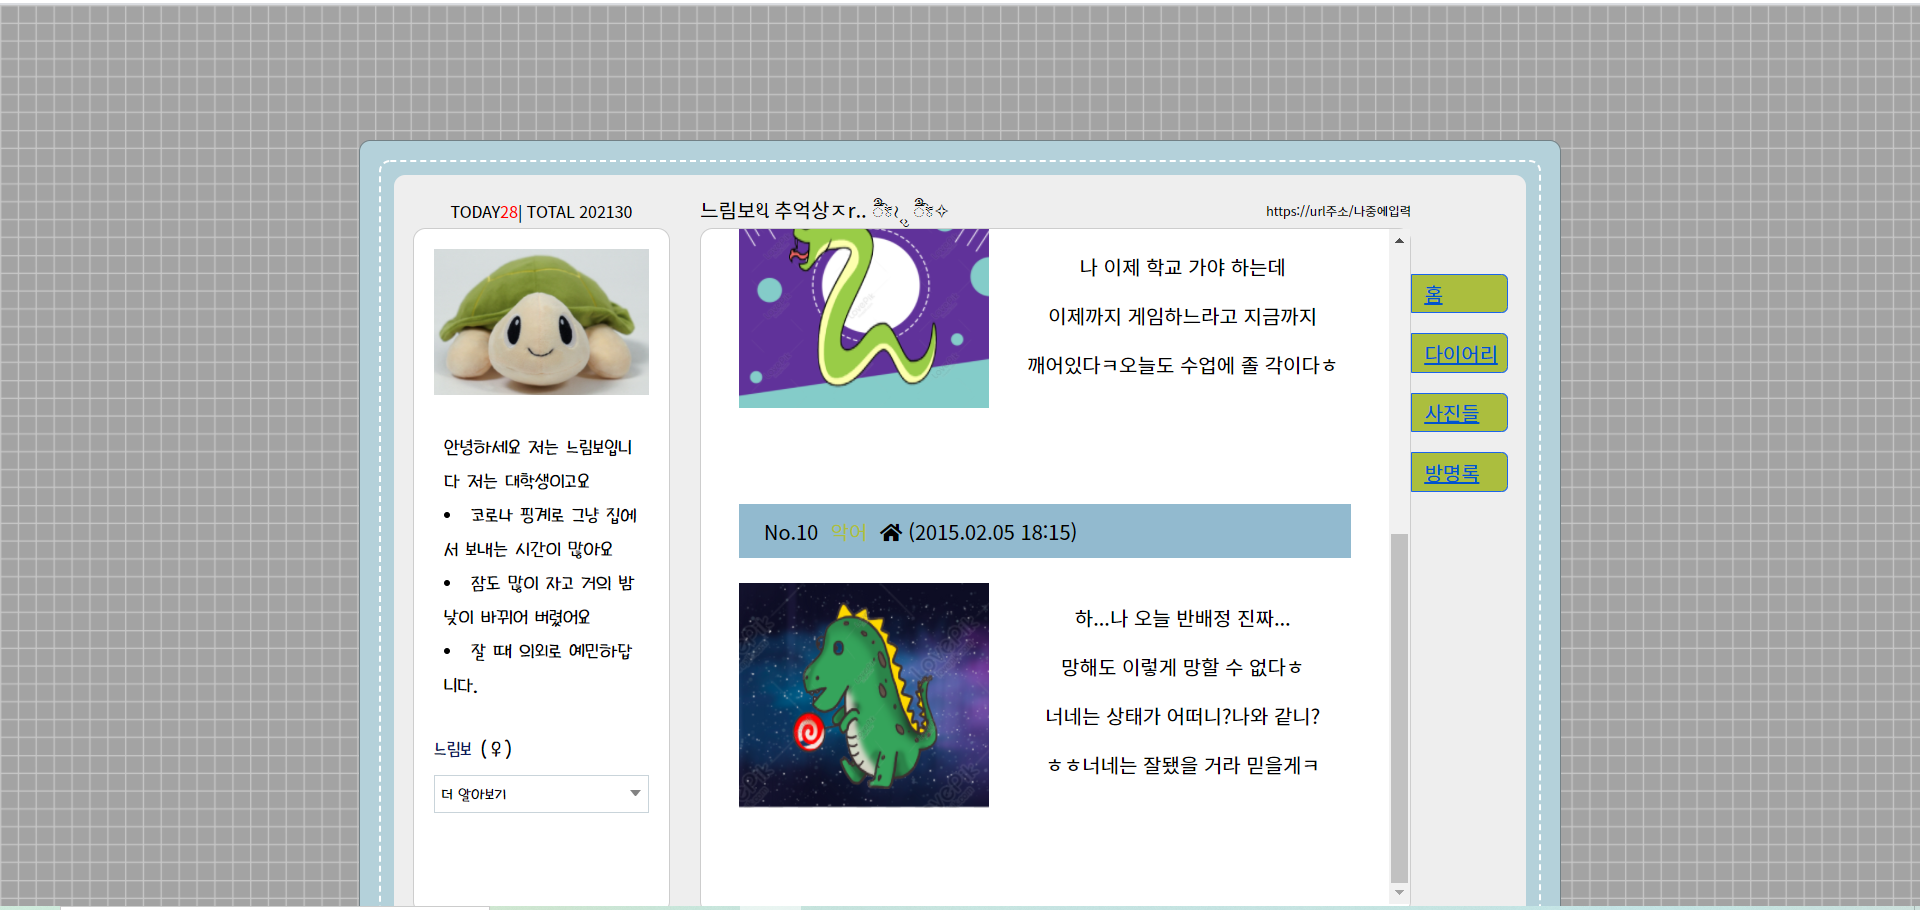 TODAY28| TOTAL 202130
느림보의 추억상ㅈr..
https://url주소/나중에입력
안녕하세요 저는 느림보입니
다 저는 대학생이고요
• 코로나 핑계로 그냥 집에
서 보내는 시간이 많아요
• 잠도 많이 자고 거의 밤
낮이 바뀌어 버렸어요
• 잘 때 의외로 예민하답
니다.
느림보 (♀)
더 알아보기
나 이제 학교 가야 하는데
이제까지 게임하느라고 지금까지
깨어있다ㅋ오늘도 수업에 졸 각이다ㅎ
No.10 악어 (2015.02.05 18:15)
하...나 오늘 반배정 진짜...
망해도 이렇게 망할 수 없다ㅎ
너네는 상태가 어떠니?나와 같니?
ㅎㅎ너네는 잘됐을 거라 믿을게ㅋ
홈
다이어리
사진들
방명록